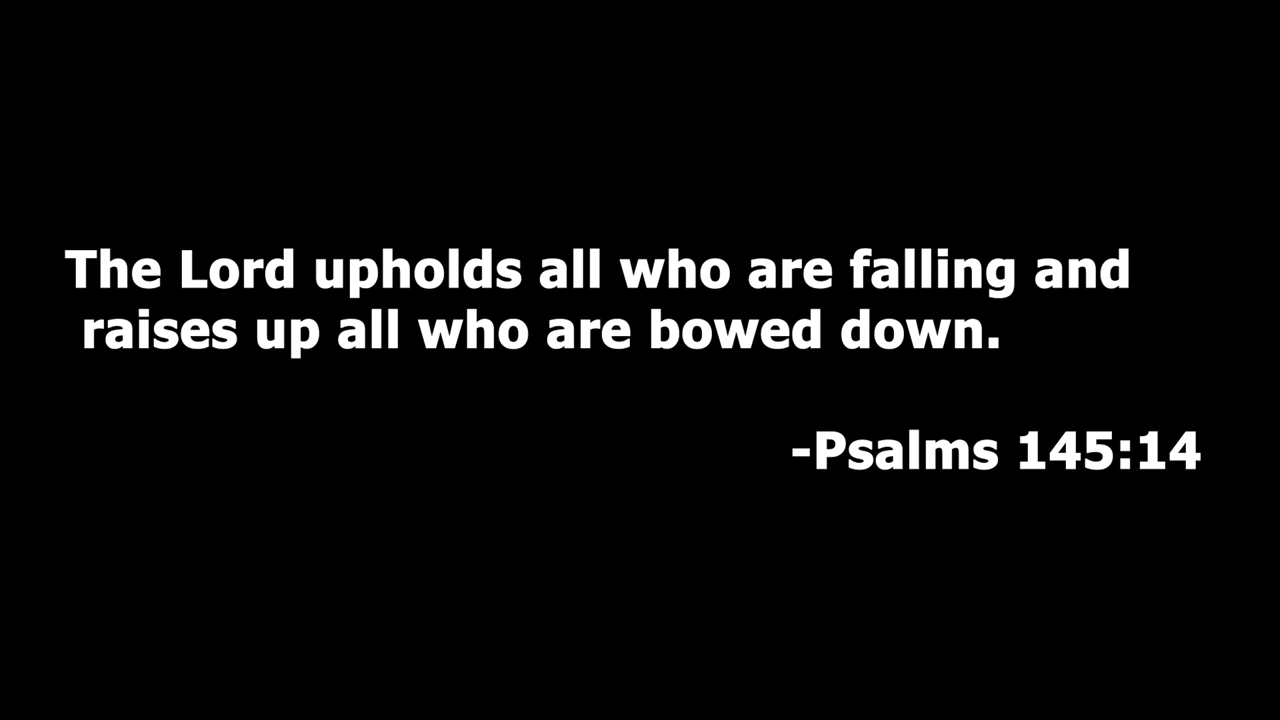 The Lord upholds all who are falling and
raises up all who are bowed down.
-Psalms 145:14